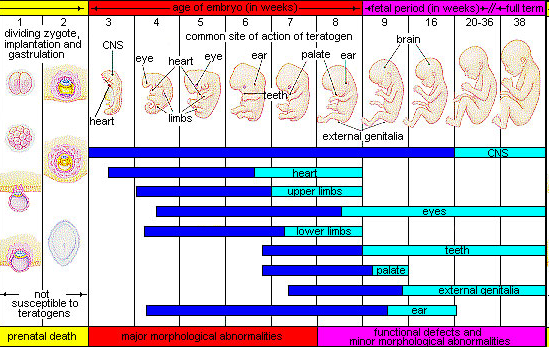 age of embryo (in weeks)
fetal period (in weeks)
full term
1 2 3 4 5 6 7 8 9 16 20-36 38
dividing zygote,
implantation and
gastrulation
common site of action of teratogen
CNS
heart
eye
heart
limbs
eye
ear
teeth
palate
ear
brain
external genitalia
CNS
heart
upper limbs
eyes
lower limbs
teeth
palate
external genitalia
ear
not
susceptible to
teratogens
prenatal death
major morphological abnormalities
functional defects and
minor morphological abnormalities